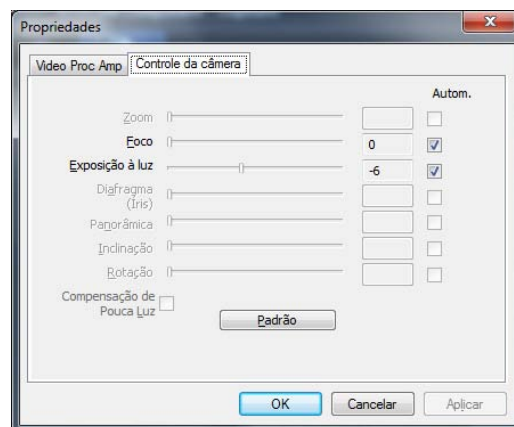 Propriedades
Video Proc Amp Controle da câmera
Autom.
Zoom
Foco 0
Exposição à luz -6
Diafragma
(Íris)
Panorâmica
Inclinação
Rotação
Compensação de
Pouca Luz
Padrão
OK Cancelar Aplicar